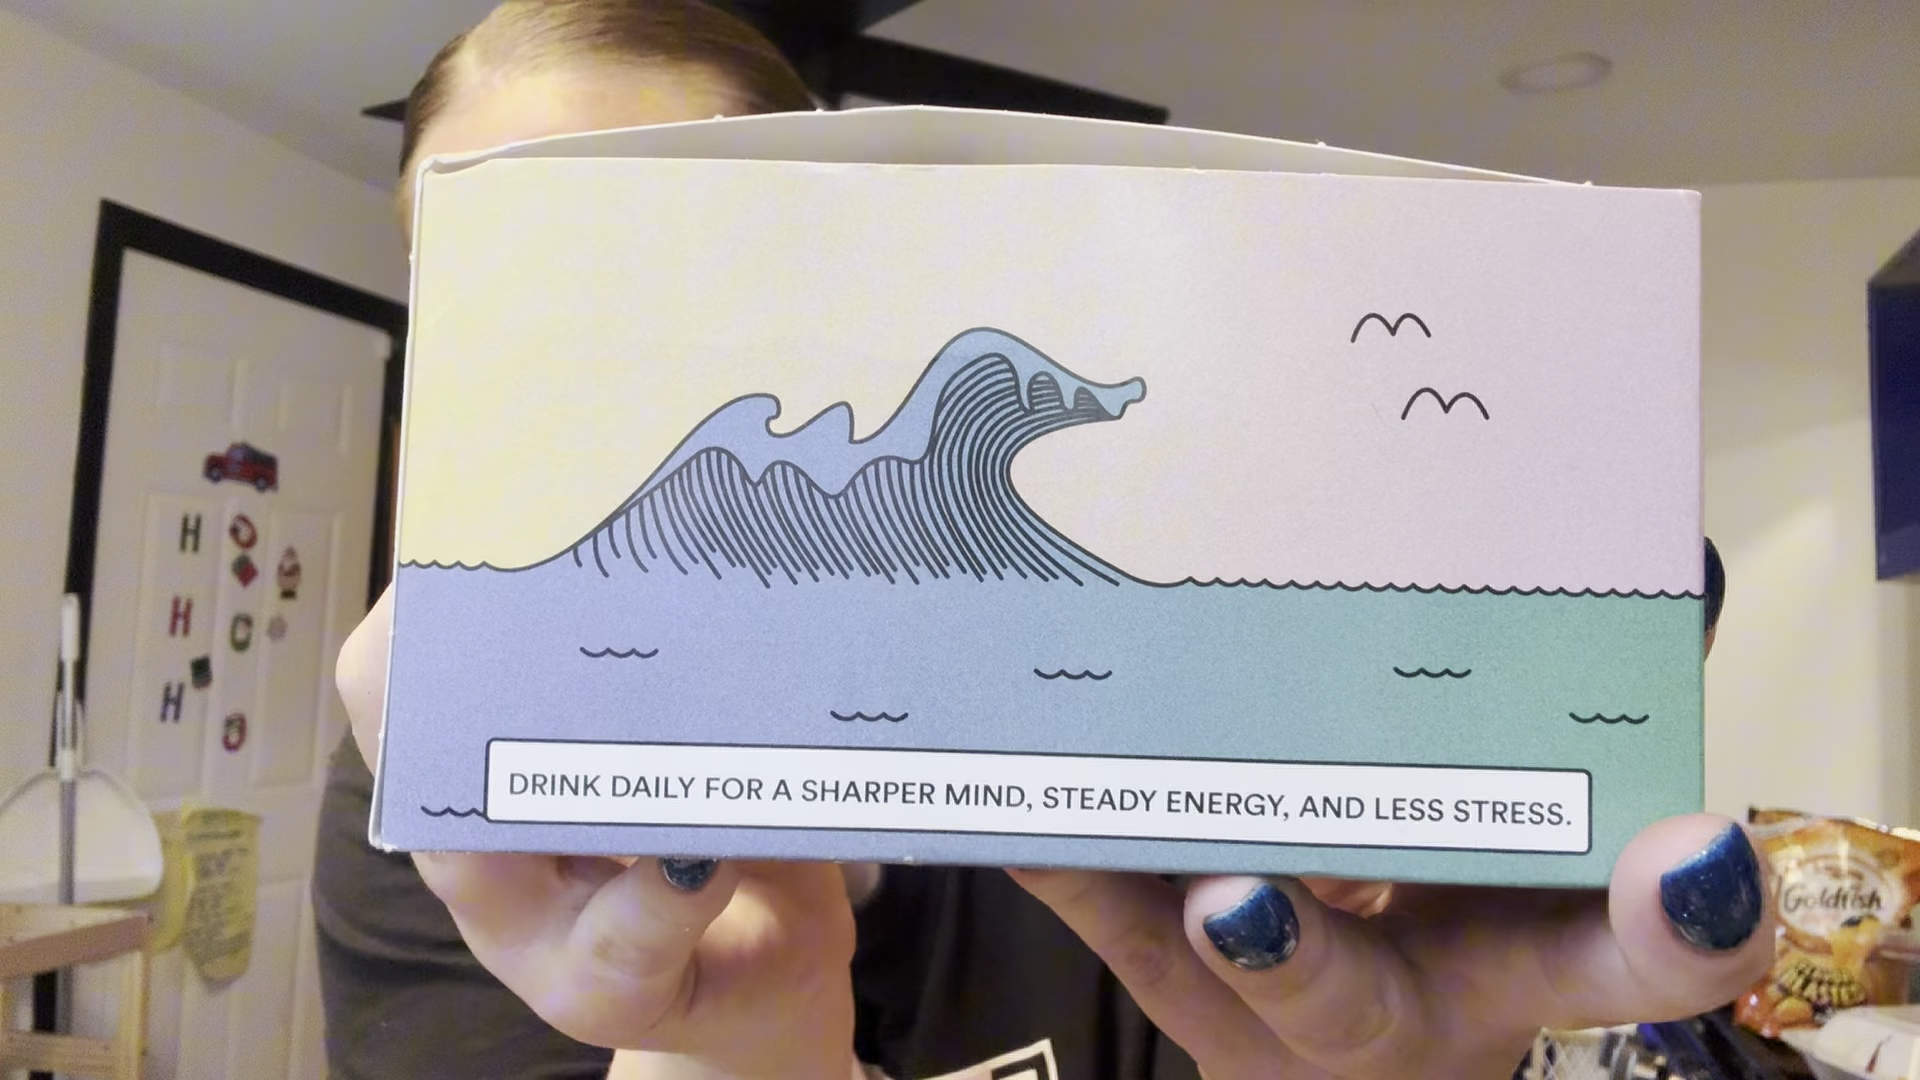 H
H
H
DRINK DAILY FOR A SHARPER MIND, STEADY ENERGY, AND LESS STRESS.
Goldfish